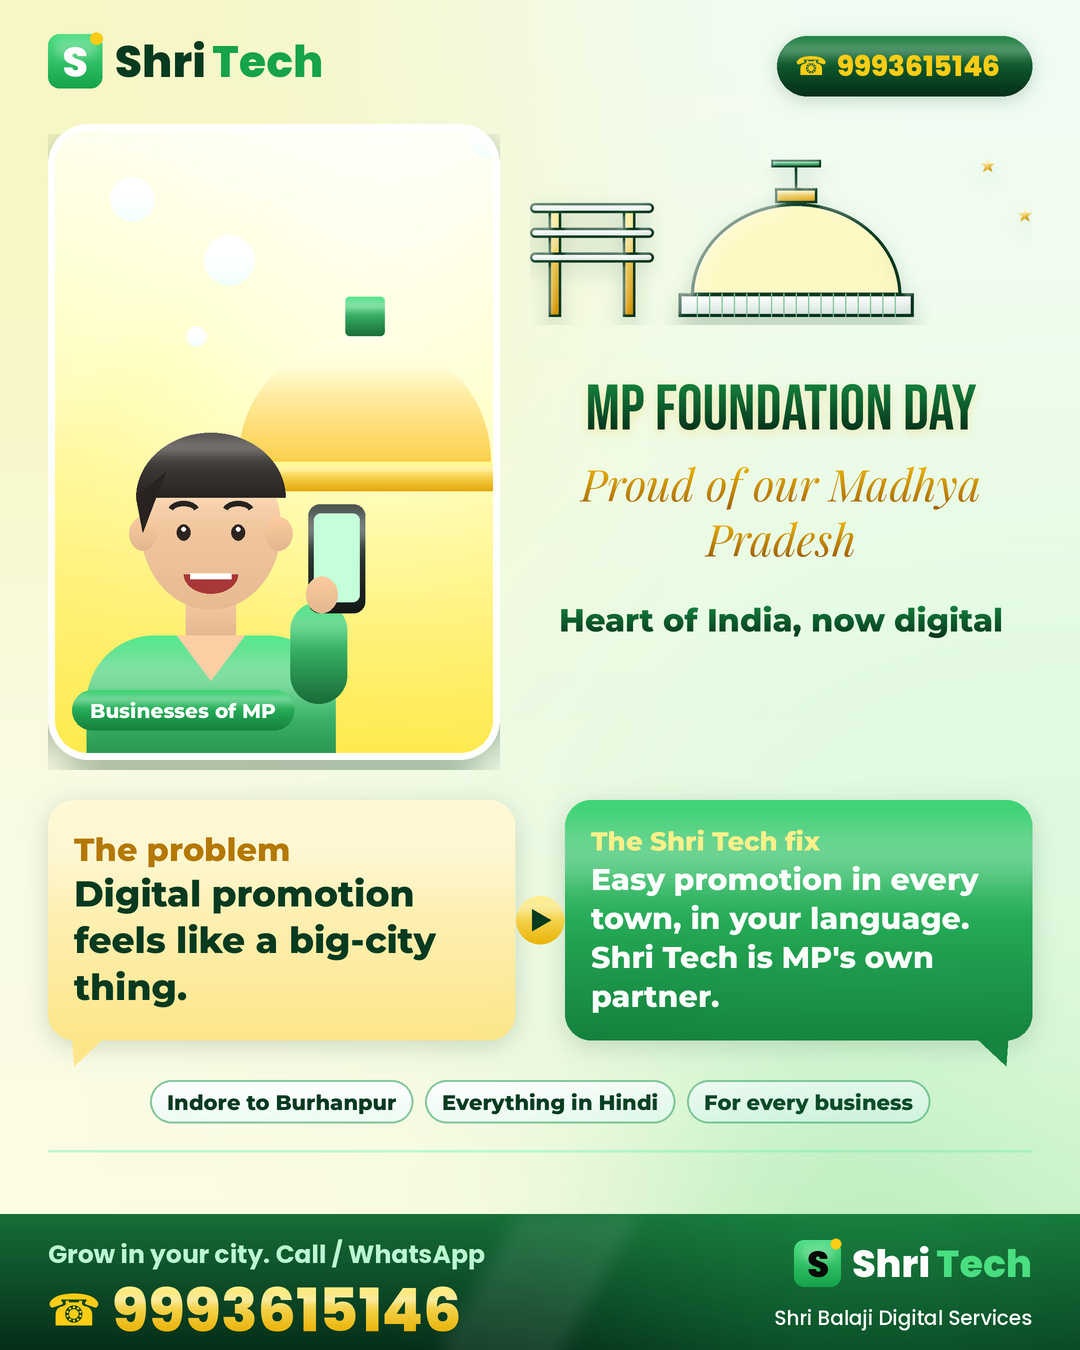 S Shri Tech
☎ 9993615146
MP FOUNDATION DAY
Proud of our Madhya
Pradesh
Heart of India, now digital
Businesses of MP
The problem
Digital promotion
feels like a big-city
thing.
The Shri Tech fix
Easy promotion in every
town, in your language.
Shri Tech is MP's own
partner.
Indore to Burhanpur
Everything in Hindi
For every business
Grow in your city. Call / WhatsApp
☎ 9993615146
S Shri Tech
Shri Balaji Digital Services